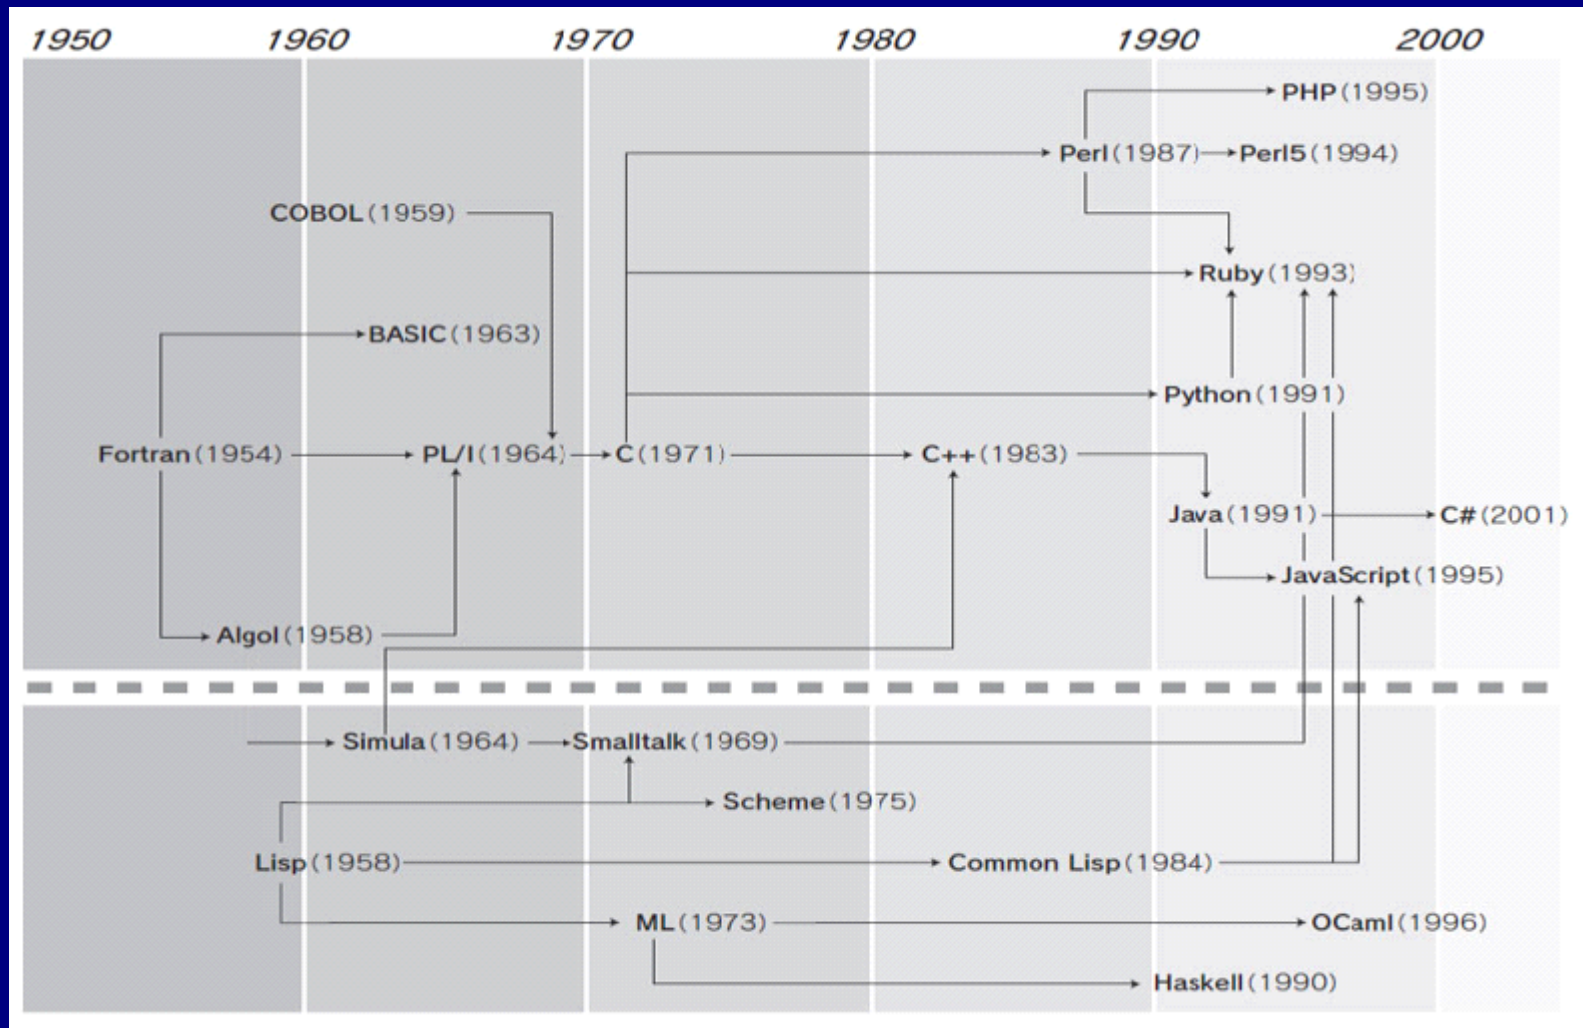 1950 1960 1970 1980 1990 2000
PHP (1995)
Perl (1987) Perl5 (1994)
COBOL (1959)
Ruby (1993)
BASIC (1963)
Python (1991)
Fortran (1954) PL/I (1964) C (1971) C++ (1983)
Java (1991) C# (2001)
JavaScript (1995)
Algol (1958)
Simula (1964) Smalltalk (1969)
Scheme (1975)
Lisp (1958) Common Lisp (1984)
ML (1973) OCaml (1996)
Haskell (1990)